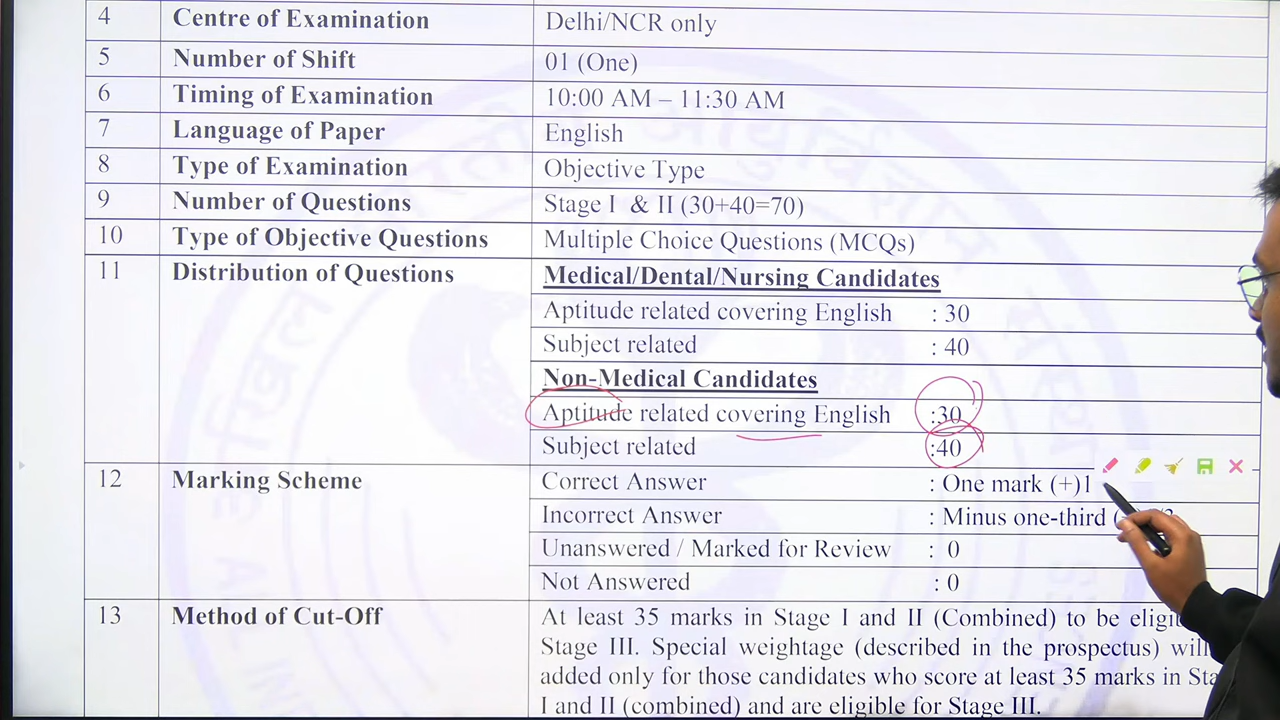 4 Centre of Examination Delhi/NCR only
5 Number of Shift 01 (One)
6 Timing of Examination 10:00 AM – 11:30 AM
7 Language of Paper English
8 Type of Examination Objective Type
9 Number of Questions Stage I & II (30+40=70)
10 Type of Objective Questions Multiple Choice Questions (MCQs)
11 Distribution of Questions Medical/Dental/Nursing Candidates
Aptitude related covering English : 30
Subject related : 40
Non-Medical Candidates
Aptitude related covering English :30
Subject related :40
12 Marking Scheme Correct Answer : One mark (+)1
Incorrect Answer : Minus one-third
Unanswered / Marked for Review : 0
Not Answered : 0
13 Method of Cut-Off At least 35 marks in Stage I and II (Combined) to be
Stage III. Special weightage (described in the prospectus)
added only for those candidates who score at least 35 marks in
I and II (combined) and are eligible for Stage III.